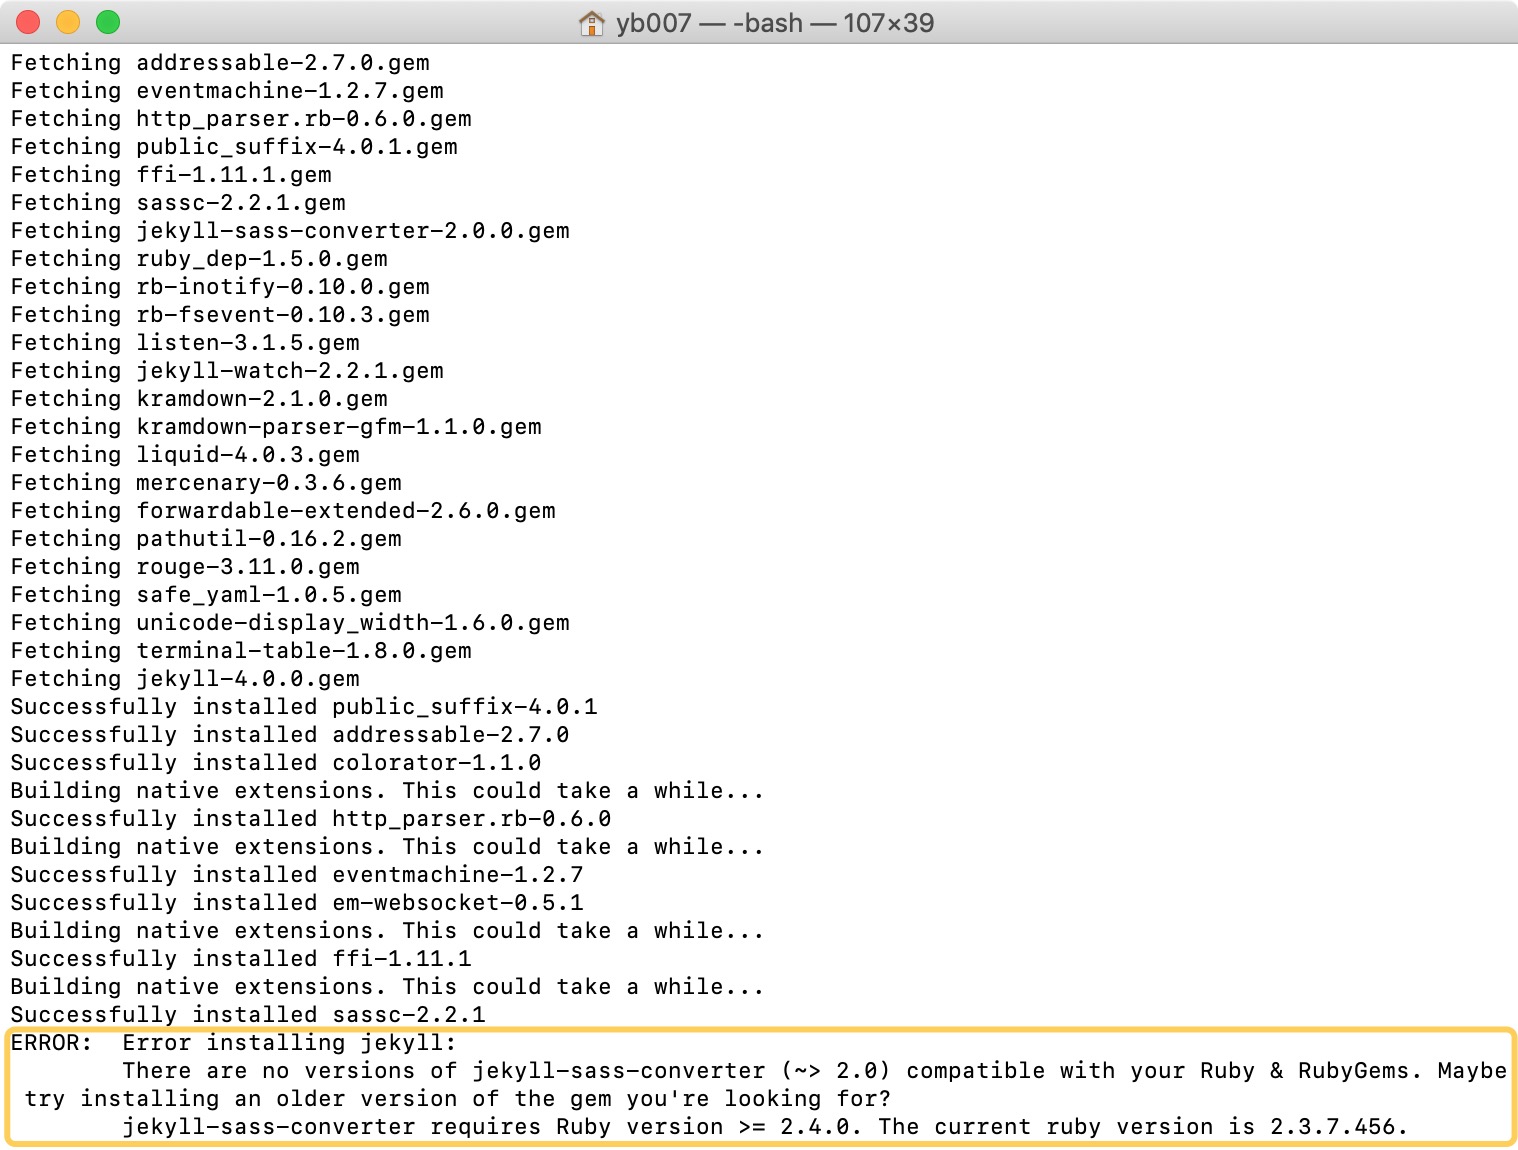 yb007 — -bash — 107×39
Fetching addressable-2.7.0.gem
Fetching eventmachine-1.2.7.gem
Fetching http_parser.rb-0.6.0.gem
Fetching public_suffix-4.0.1.gem
Fetching ffi-1.11.1.gem
Fetching sassc-2.2.1.gem
Fetching jekyll-sass-converter-2.0.0.gem
Fetching ruby_dep-1.5.0.gem
Fetching rb-inotify-0.10.0.gem
Fetching rb-fsevent-0.10.3.gem
Fetching listen-3.1.5.gem
Fetching jekyll-watch-2.2.1.gem
Fetching kramdown-2.1.0.gem
Fetching kramdown-parser-gfm-1.1.0.gem
Fetching liquid-4.0.3.gem
Fetching mercenary-0.3.6.gem
Fetching forwardable-extended-2.6.0.gem
Fetching pathutil-0.16.2.gem
Fetching rouge-3.11.0.gem
Fetching safe_yaml-1.0.5.gem
Fetching unicode-display_width-1.6.0.gem
Fetching terminal-table-1.8.0.gem
Fetching jekyll-4.0.0.gem
Successfully installed public_suffix-4.0.1
Successfully installed addressable-2.7.0
Successfully installed colorator-1.1.0
Building native extensions. This could take a while...
Successfully installed http_parser.rb-0.6.0
Building native extensions. This could take a while...
Successfully installed eventmachine-1.2.7
Successfully installed em-websocket-0.5.1
Building native extensions. This could take a while...
Successfully installed ffi-1.11.1
Building native extensions. This could take a while...
Successfully installed sassc-2.2.1
ERROR:  Error installing jekyll:
        There are no versions of jekyll-sass-converter (~> 2.0) compatible with your Ruby & RubyGems. Maybe
 try installing an older version of the gem you're looking for?
        jekyll-sass-converter requires Ruby version >= 2.4.0. The current ruby version is 2.3.7.456.